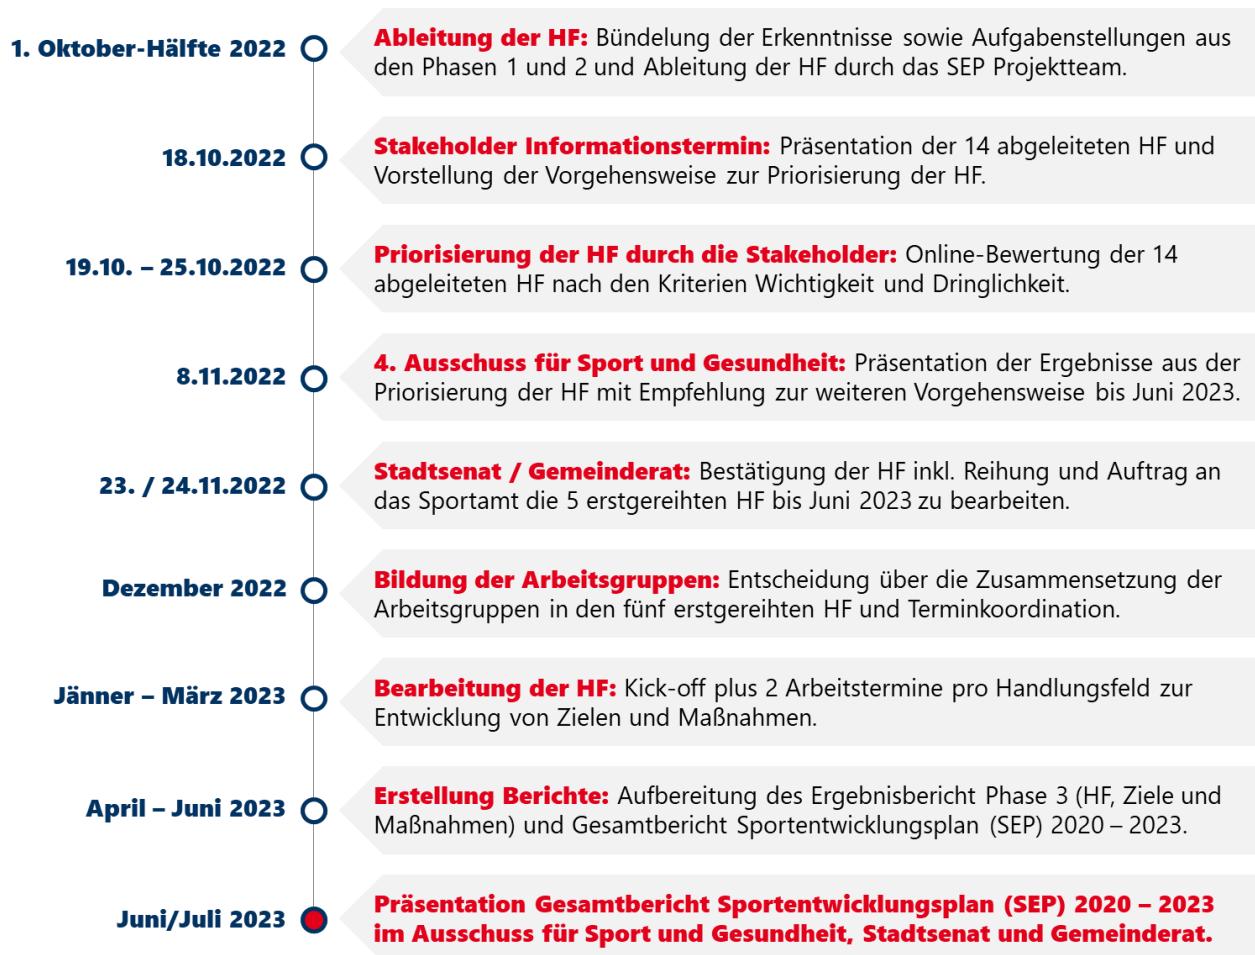 1. Oktober-Hälfte 2022
Ableitung der HF: Bündelung der Erkenntnisse sowie Aufgabenstellungen aus
den Phasen 1 und 2 und Ableitung der HF durch das SEP Projektteam.
18.10.2022
Stakeholder Informationstermin: Präsentation der 14 abgeleiteten HF und
Vorstellung der Vorgehensweise zur Priorisierung der HF.
19.10. – 25.10.2022
Priorisierung der HF durch die Stakeholder: Online-Bewertung der 14
abgeleiteten HF nach den Kriterien Wichtigkeit und Dringlichkeit.
8.11.2022
4. Ausschuss für Sport und Gesundheit: Präsentation der Ergebnisse aus der
Priorisierung der HF mit Empfehlung zur weiteren Vorgehensweise bis Juni 2023.
23. / 24.11.2022
Stadtsenat / Gemeinderat: Bestätigung der HF inkl. Reihung und Auftrag an
das Sportamt die 5 erstgereihten HF bis Juni 2023 zu bearbeiten.
Dezember 2022
Bildung der Arbeitsgruppen: Entscheidung über die Zusammensetzung der
Arbeitsgruppen in den fünf erstgereihten HF und Terminkoordination.
Jänner – März 2023
Bearbeitung der HF: Kick-off plus 2 Arbeitstermine pro Handlungsfeld zur
Entwicklung von Zielen und Maßnahmen.
April – Juni 2023
Erstellung Berichte: Aufbereitung des Ergebnisbericht Phase 3 (HF, Ziele und
Maßnahmen) und Gesamtbericht Sportentwicklungsplan (SEP) 2020 – 2023.
Juni/Juli 2023
Präsentation Gesamtbericht Sportentwicklungsplan (SEP) 2020 – 2023
im Ausschuss für Sport und Gesundheit, Stadtsenat und Gemeinderat.